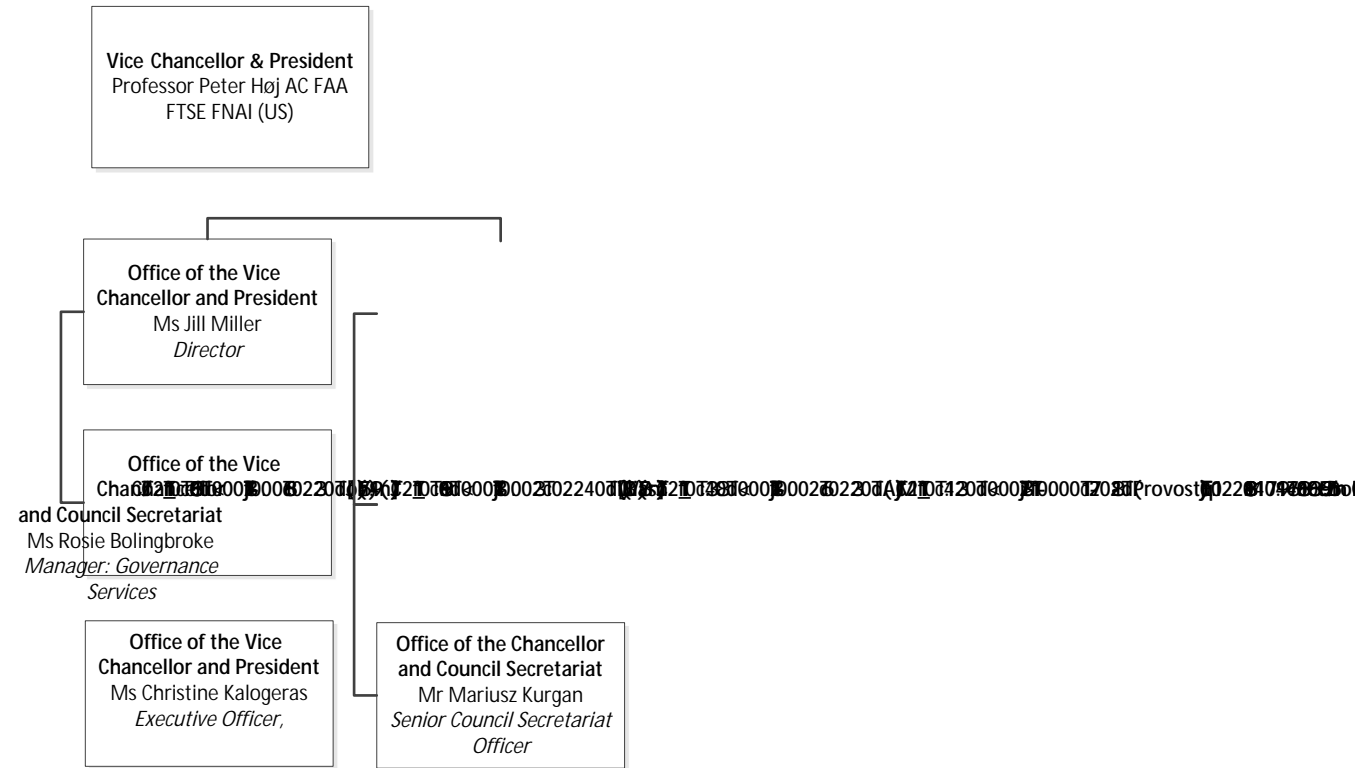 Vice Chancellor & President
Professor Peter Høj AC FAA
FTSE FNAI (US)
Office of the Vice
Chancellor and President
Ms Jill Miller
Director
Office of the Vice
and Council Secretariat
Ms Rosie Bolingbroke
Manager: Governance
Services
Office of the Vice
Chancellor and President
Ms Christine Kalogeras
Executive Officer,
Office of the Chancellor
and Council Secretariat
Mr Mariusz Kurgan
Senior Council Secretariat
Officer